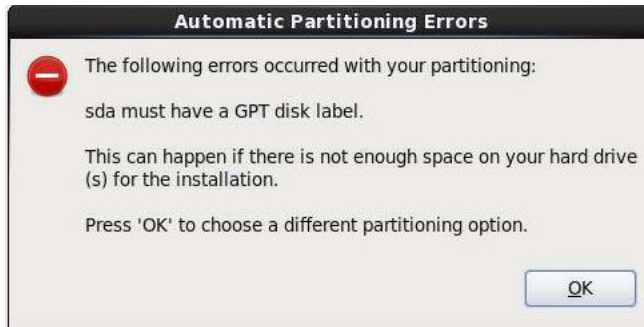 Automatic Partitioning Errors
The following errors occurred with your partitioning:
sda must have a GPT disk label.
This can happen if there is not enough space on your hard drive
(s) for the installation.
Press 'OK' to choose a different partitioning option.
OK